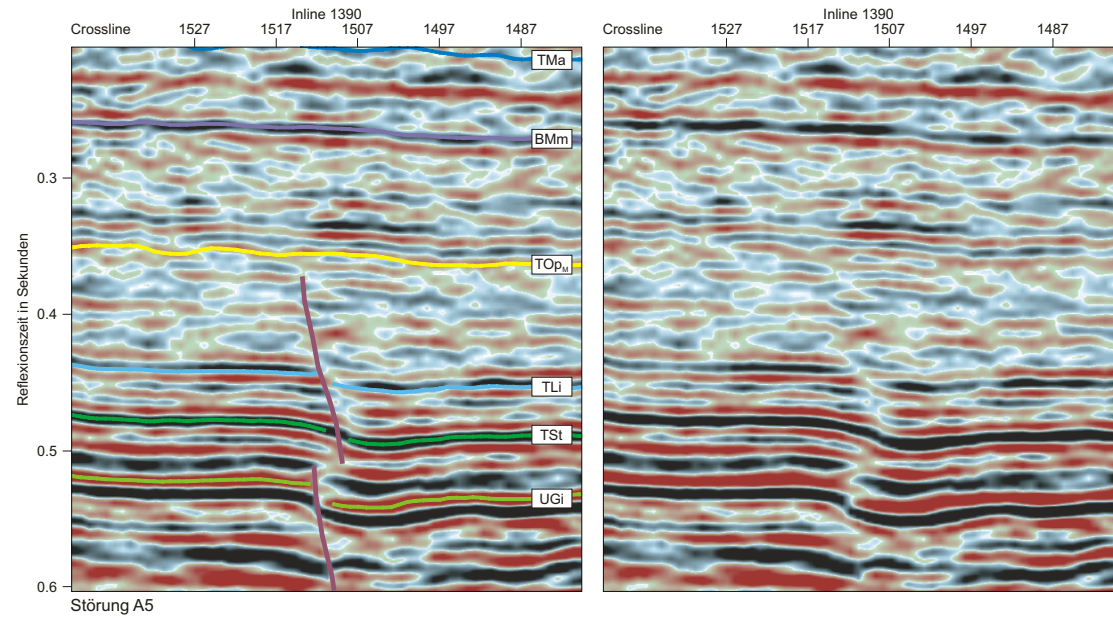 Inline 1390
Crossline 1527 1517 1507 1497 1487
TMa
BMm
0.3
TOpM
0.4
TLi
TSt
0.5
UGi
0.6
Reflexionszeit in Sekunden
Störung A5
Inline 1390
Crossline 1527 1517 1507 1497 1487